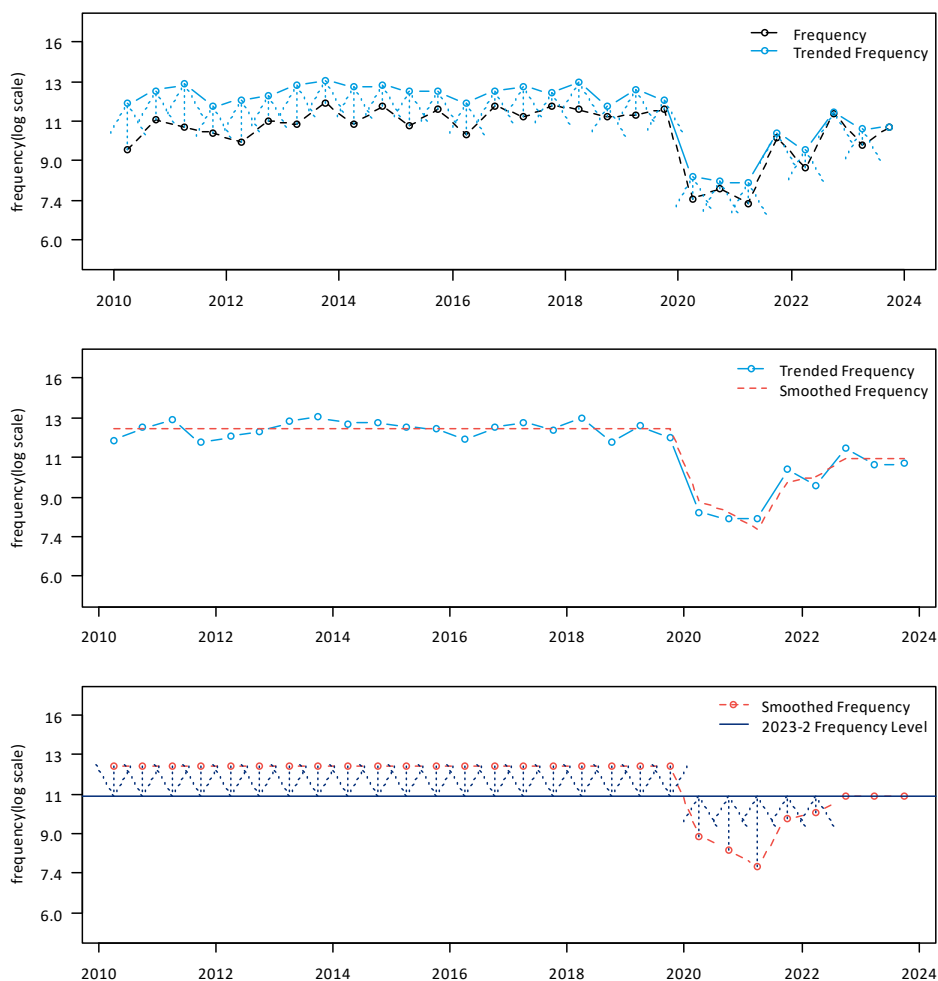 frequency(log scale)
16
13
11
9.0
7.4
6.0
Frequency
Trended Frequency
2010 2012 2014 2016 2018 2020 2022 2024
frequency(log scale)
16
13
11
9.0
7.4
6.0
Trended Frequency
Smoothed Frequency
2010 2012 2014 2016 2018 2020 2022 2024
frequency(log scale)
16
13
11
9.0
7.4
6.0
Smoothed Frequency
2023-2 Frequency Level
2010 2012 2014 2016 2018 2020 2022 2024